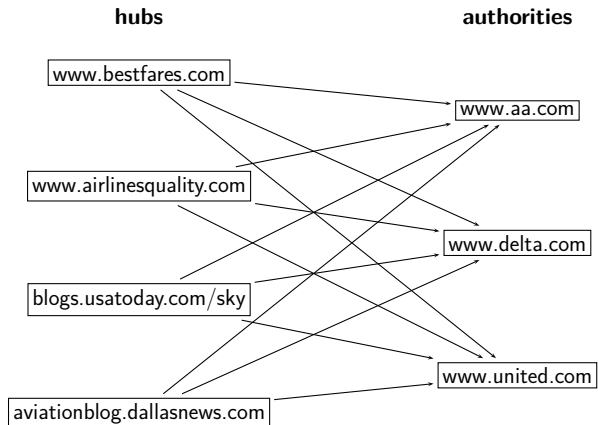 hubs
authorities
www.bestfares.com
www.aa.com
www.airlinesquality.com
www.delta.com
blogs.usatoday.com/sky
www.united.com
aviationblog.dallasnews.com